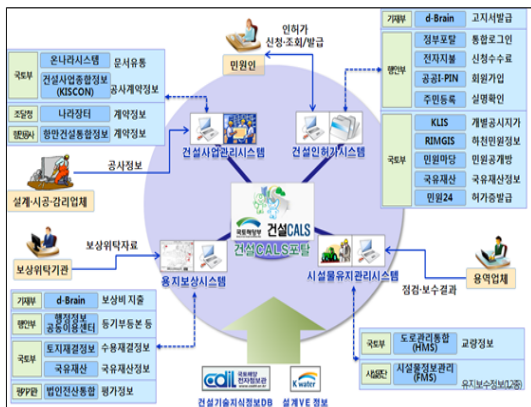 국토부
온나라시스템
문서유통
건설사업종합정보
(KISCON)
공사계약정보
조달청
나라장터
계약정보
항만공사
항만건설통합정보
계약정보
인허가
신청·조회/발급
민원인
기재부
d-Brain
고지서발급
행안부
정부포탈
통합로그인
전자지불
신청수수료
공공I-PIN
회원가입
주민등록
실명확인
국토부
KLIS
개별공시지가
RIMGIS
하천민원정보
민원마당
민원공개방
국유재산
국유재산정보
민원24
허가증발급
건설사업관리시스템
건설인허가시스템
공사정보
설계·시공·감리업체
국토해양부
건설CALS
건설CALS포탈
보상위탁자료
보상위탁기관
용지보상시스템
시설물유지관리시스템
용역업체
점검·보수결과
기재부
d-Brain
보상비 지출
행안부
행정정보
공동이용센터
등기부등본 등
국토부
토지재결정보
수용재결정보
국유재산
국유재산정보
법인전산통합
평가정보
국토부
도로관리통합
(HMS)
교량정보
시설공단
시설물정보관리
(FMS)
유지보수정보(12종)
codil
국토해양
전자정보관
K water
건설기술지식정보DB
설계VE 정보